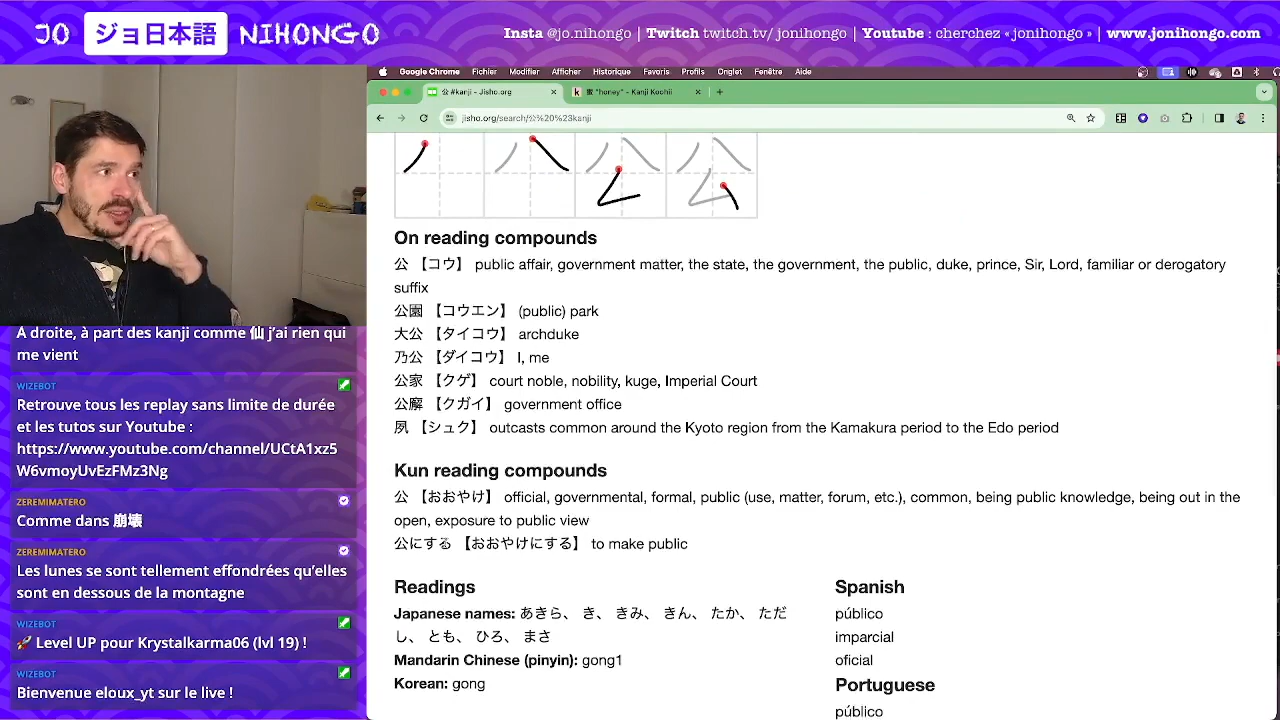 JO ジョ日本語 NIHONGO
Insta @jo.nihongo | Twitch twitch.tv/ jonihongo | Youtube : cherchez « jonihongo » | www.jonihongo.com
Google Chrome Fichier Modifier Afficher Historique Favoris Profils Onglet Fenêtre Aide
公 #kanji - Jisho.org
蜜 "honey" - Kanji Koohii
jisho.org/search/公%20%23kanji
On reading compounds
公 【コウ】 public affair, government matter, the state, the government, the public, duke, prince, Sir, Lord, familiar or derogatory
suffix
公園 【コウエン】 (public) park
大公 【タイコウ】 archduke
乃公 【ダイコウ】 I, me
公家 【クゲ】 court noble, nobility, kuge, Imperial Court
公廨 【クガイ】 government office
夙 【シュク】 outcasts common around the Kyoto region from the Kamakura period to the Edo period
Kun reading compounds
公 【おおやけ】 official, governmental, formal, public (use, matter, forum, etc.), common, being public knowledge, being out in the
open, exposure to public view
公にする 【おおやけにする】 to make public
Readings
Japanese names: あきら、 き、 きみ、 きん、 たか、 ただ
し、 とも、 ひろ、 まさ
Mandarin Chinese (pinyin): gong1
Korean: gong
Spanish
público
imparcial
oficial
Portuguese
público
A droite, à part des kanji comme 仙 j'ai rien qui
me vient
WIZEBOT
Retrouve tous les replay sans limite de durée
et les tutos sur Youtube :
https://www.youtube.com/channel/UCtA1xz5
W6vmoyUvEzFMz3Ng
ZEREMIMATERO
Comme dans 崩壊
ZEREMIMATERO
Les lunes se sont tellement effondrées qu'elles
sont en dessous de la montagne
WIZEBOT
🚀 Level UP pour Krystalkarma06 (lvl 19) !
WIZEBOT
Bienvenue eloux_yt sur le live !